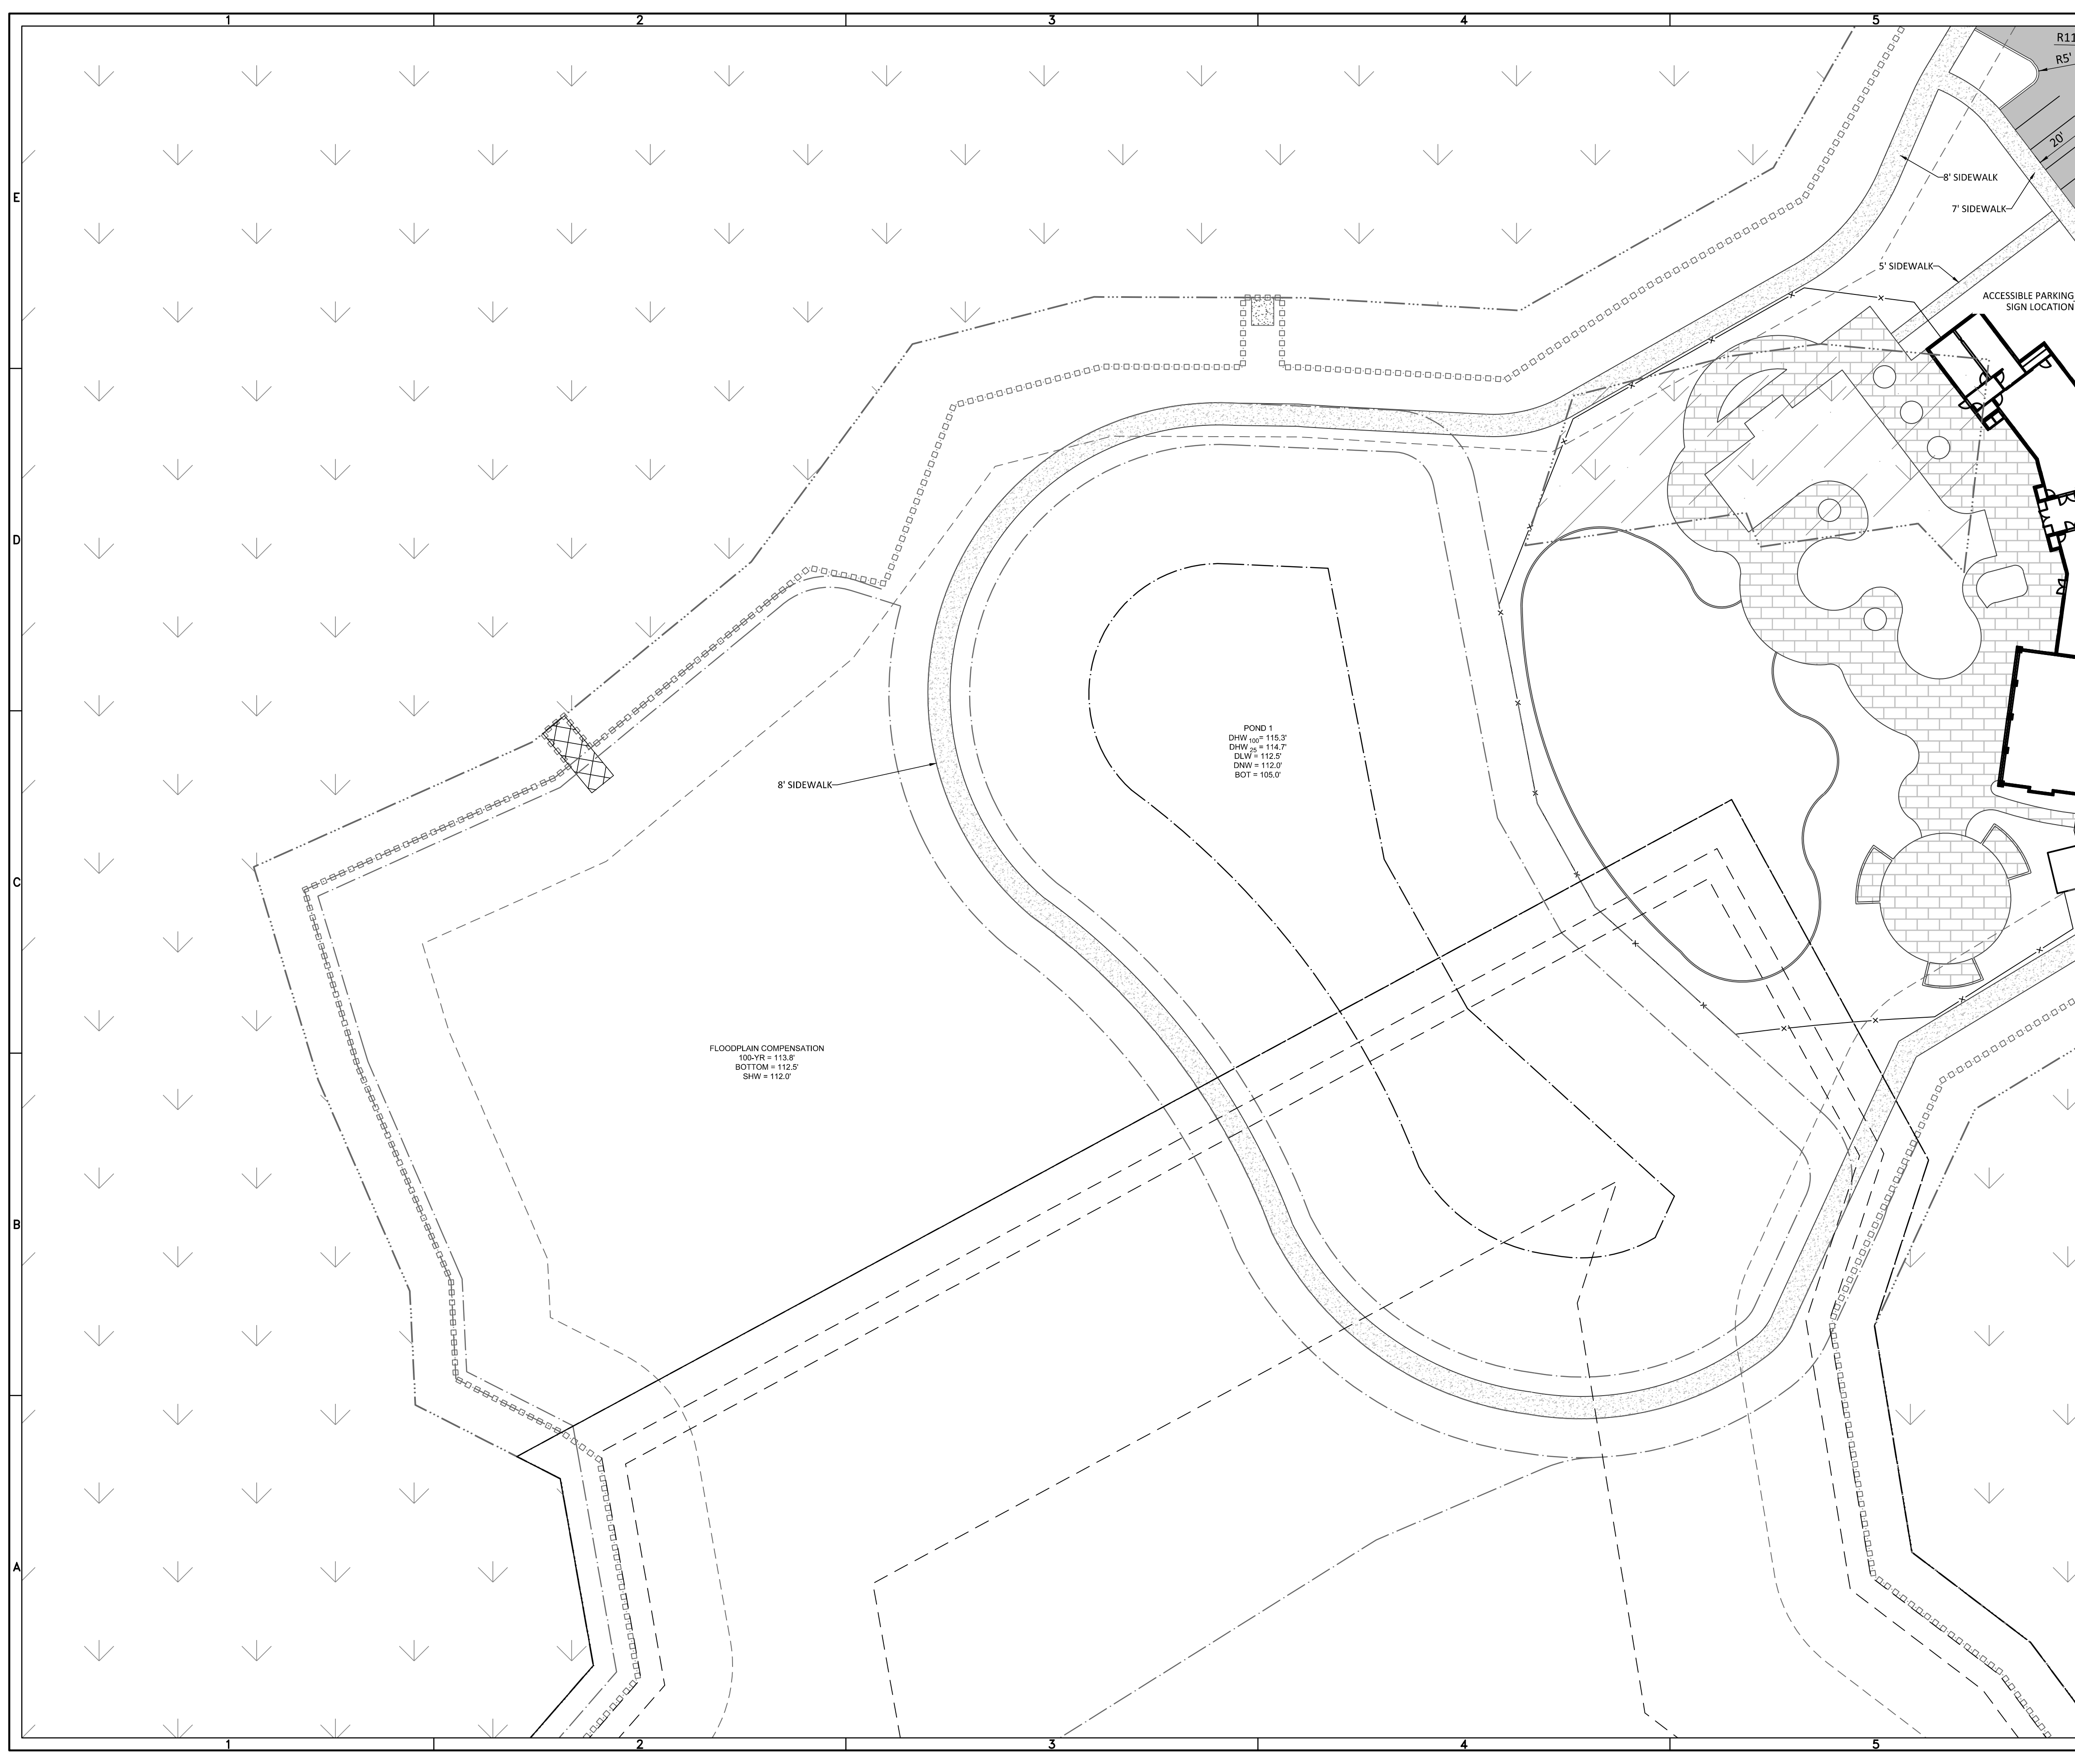 1 2 3 4 5
R11
R5'
20'
E
8' SIDEWALK
7' SIDEWALK
5' SIDEWALK
ACCESSIBLE PARKING
SIGN LOCATION
D
POND 1
DHW 100 = 115.3'
DHW 25 = 114.7'
DLW = 112.5'
DNW = 112.0'
BOT = 105.0'
8' SIDEWALK
C
FLOODPLAIN COMPENSATION
100-YR = 113.8'
BOTTOM = 112.5'
SHW = 112.0'
B
A
1 2 3 4 5